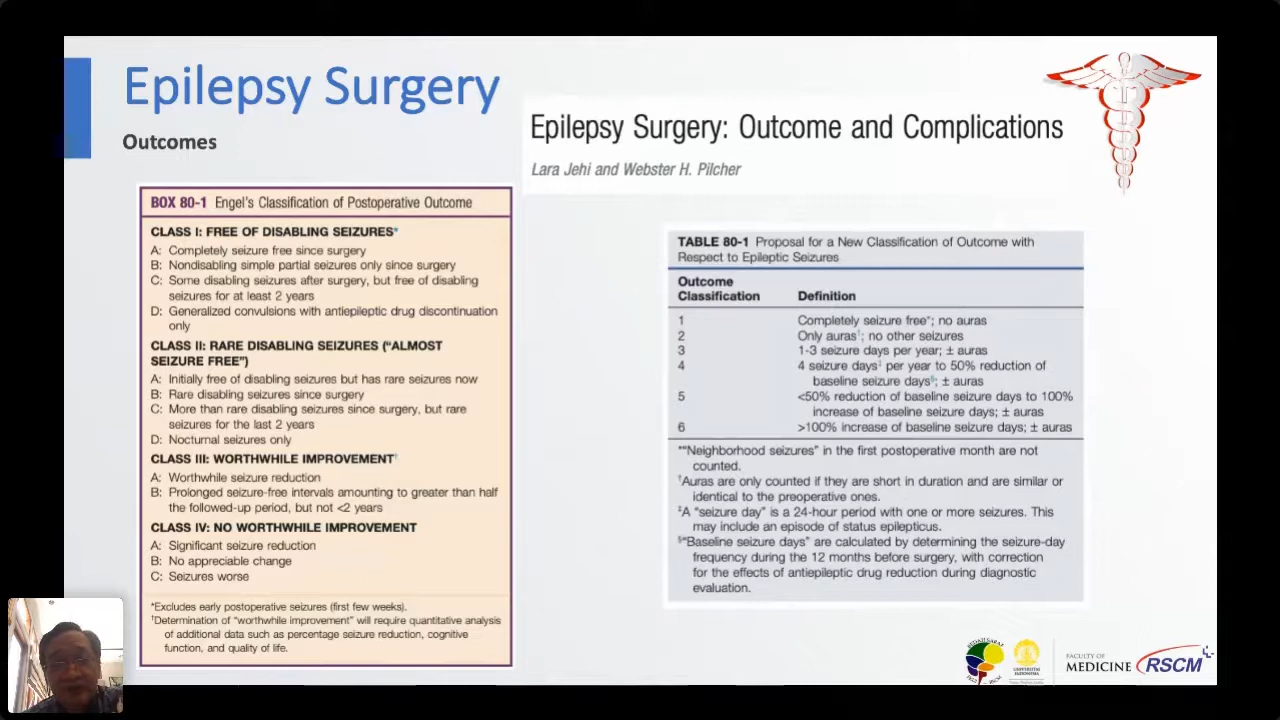 Epilepsy Surgery
Outcomes
Epilepsy Surgery: Outcome and Complications
Lara Jehi and Webster H. Pilcher
BOX 80-1 Engel's Classification of Postoperative Outcome
CLASS I: FREE OF DISABLING SEIZURES*
A: Completely seizure free since surgery
B: Nondisabling simple partial seizures only since surgery
C: Some disabling seizures after surgery, but free of disabling
seizures for at least 2 years
D: Generalized convulsions with antiepileptic drug discontinuation
only
CLASS II: RARE DISABLING SEIZURES (“ALMOST
SEIZURE FREE”)
A: Initially free of disabling seizures but has rare seizures now
B: Rare disabling seizures since surgery
C: More than rare disabling seizures since surgery, but rare
seizures for the last 2 years
D: Nocturnal seizures only
CLASS III: WORTHWHILE IMPROVEMENT†
A: Worthwhile seizure reduction
B: Prolonged seizure-free intervals amounting to greater than half
the followed-up period, but not <2 years
CLASS IV: NO WORTHWHILE IMPROVEMENT
A: Significant seizure reduction
B: No appreciable change
C: Seizures worse
*Excludes early postoperative seizures (first few weeks).
†Determination of “worthwhile improvement” will require quantitative analysis
of additional data such as percentage seizure reduction, cognitive
function, and quality of life.
TABLE 80-1 Proposal for a New Classification of Outcome with
Respect to Epileptic Seizures
Outcome
Classification Definition
1 Completely seizure free*; no auras
2 Only auras†; no other seizures
3 1-3 seizure days per year; ± auras
4 4 seizure days‡ per year to 50% reduction of
baseline seizure days§; ± auras
5 <50% reduction of baseline seizure days to 100%
increase of baseline seizure days; ± auras
6 >100% increase of baseline seizure days; ± auras
*“Neighborhood seizures” in the first postoperative month are not
counted.
†Auras are only counted if they are short in duration and are similar or
identical to the preoperative ones.
‡A “seizure day” is a 24-hour period with one or more seizures. This
may include an episode of status epilepticus.
§“Baseline seizure days” are calculated by determining the seizure-day
frequency during the 12 months before surgery, with correction
for the effects of antiepileptic drug reduction during diagnostic
evaluation.
UNIVERSITAS
INDONESIA
FACULTY OF
MEDICINE
RSCM